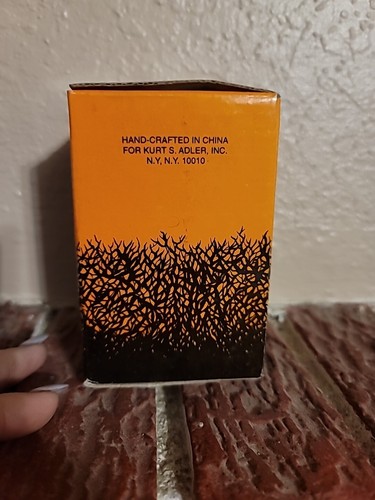 HAND-CRAFTED IN CHINA
FOR KURT S. ADLER, INC.
N.Y, N.Y. 10010